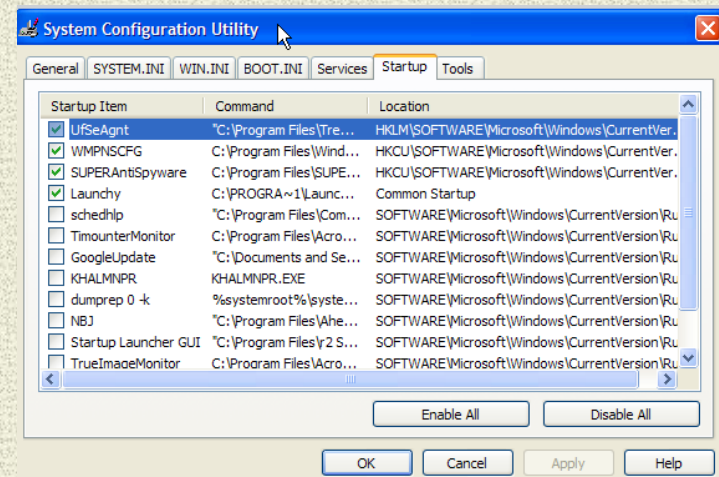 System Configuration Utility
General SYSTEM.INI WIN.INI BOOT.INI Services Startup Tools
Startup Item Command Location
UfSeAgnt "C:\Program Files\Tre... HKLM\SOFTWARE\Microsoft\Windows\CurrentVer.
WMPNSCFG C:\Program Files\Wind... HKCU\SOFTWARE\Microsoft\Windows\CurrentVer.
SUPERAntiSpyware C:\Program Files\SUPE... HKCU\SOFTWARE\Microsoft\Windows\CurrentVer.
Launchy C:\PROGRA~1\Launc... Common Startup
schedhlp "C:\Program Files\Com... SOFTWARE\Microsoft\Windows\CurrentVersion\Ru
TimounterMonitor C:\Program Files\Acro... SOFTWARE\Microsoft\Windows\CurrentVersion\Ru
GoogleUpdate "C:\Documents and Se... SOFTWARE\Microsoft\Windows\CurrentVersion\Ru
KHALMNPR KHALMNPR.EXE SOFTWARE\Microsoft\Windows\CurrentVersion\Ru
dumprep 0 -k %systemroot%\syste... SOFTWARE\Microsoft\Windows\CurrentVersion\Ru
NBJ "C:\Program Files\Ahe... SOFTWARE\Microsoft\Windows\CurrentVersion\Ru
Startup Launcher GUI "C:\Program Files\r2 S... SOFTWARE\Microsoft\Windows\CurrentVersion\Ru
TrueImageMonitor C:\Program Files\Acro... SOFTWARE\Microsoft\Windows\CurrentVersion\Ru
Enable All Disable All
OK Cancel Apply Help